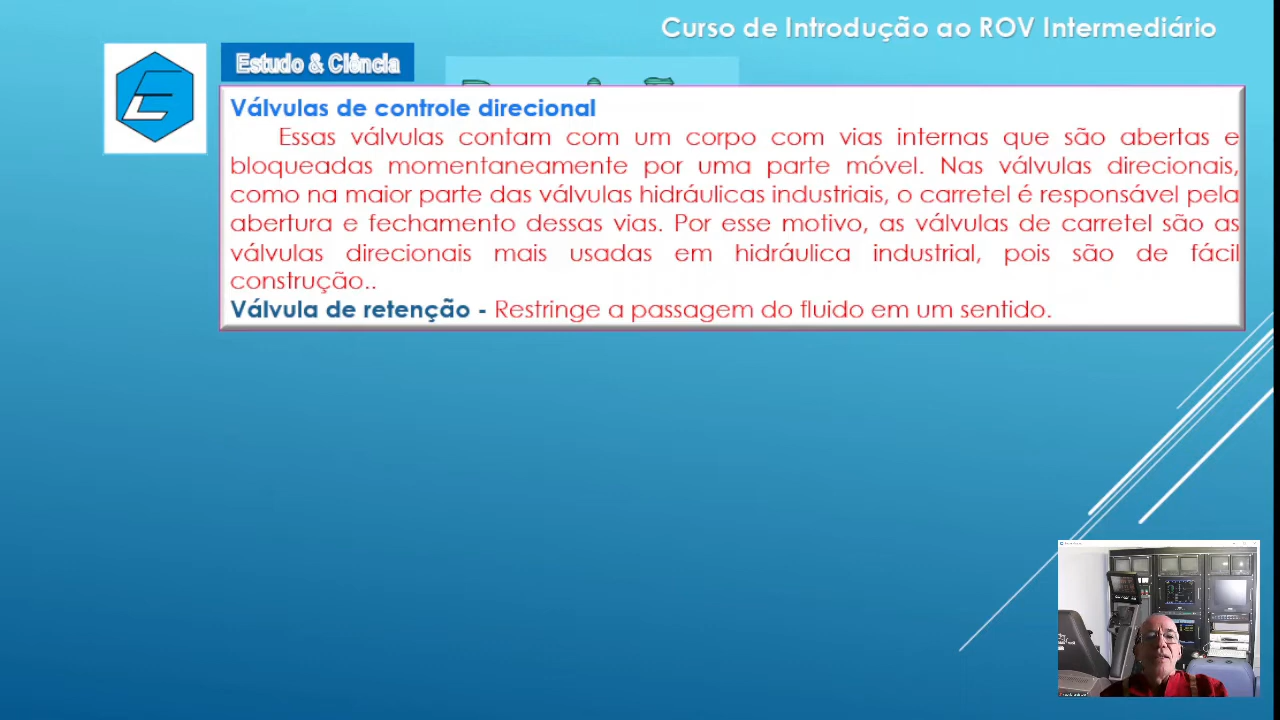 Curso de Introdução ao ROV Intermediário
Estudo & Ciência
Válvulas de controle direcional
Essas válvulas contam com um corpo com vias internas que são abertas e
bloqueadas momentaneamente por uma parte móvel. Nas válvulas direcionais,
como na maior parte das válvulas hidráulicas industriais, o carretel é responsável pela
abertura e fechamento dessas vias. Por esse motivo, as válvulas de carretel são as
válvulas direcionais mais usadas em hidráulica industrial, pois são de fácil
construção..
Válvula de retenção - Restringe a passagem do fluido em um sentido.